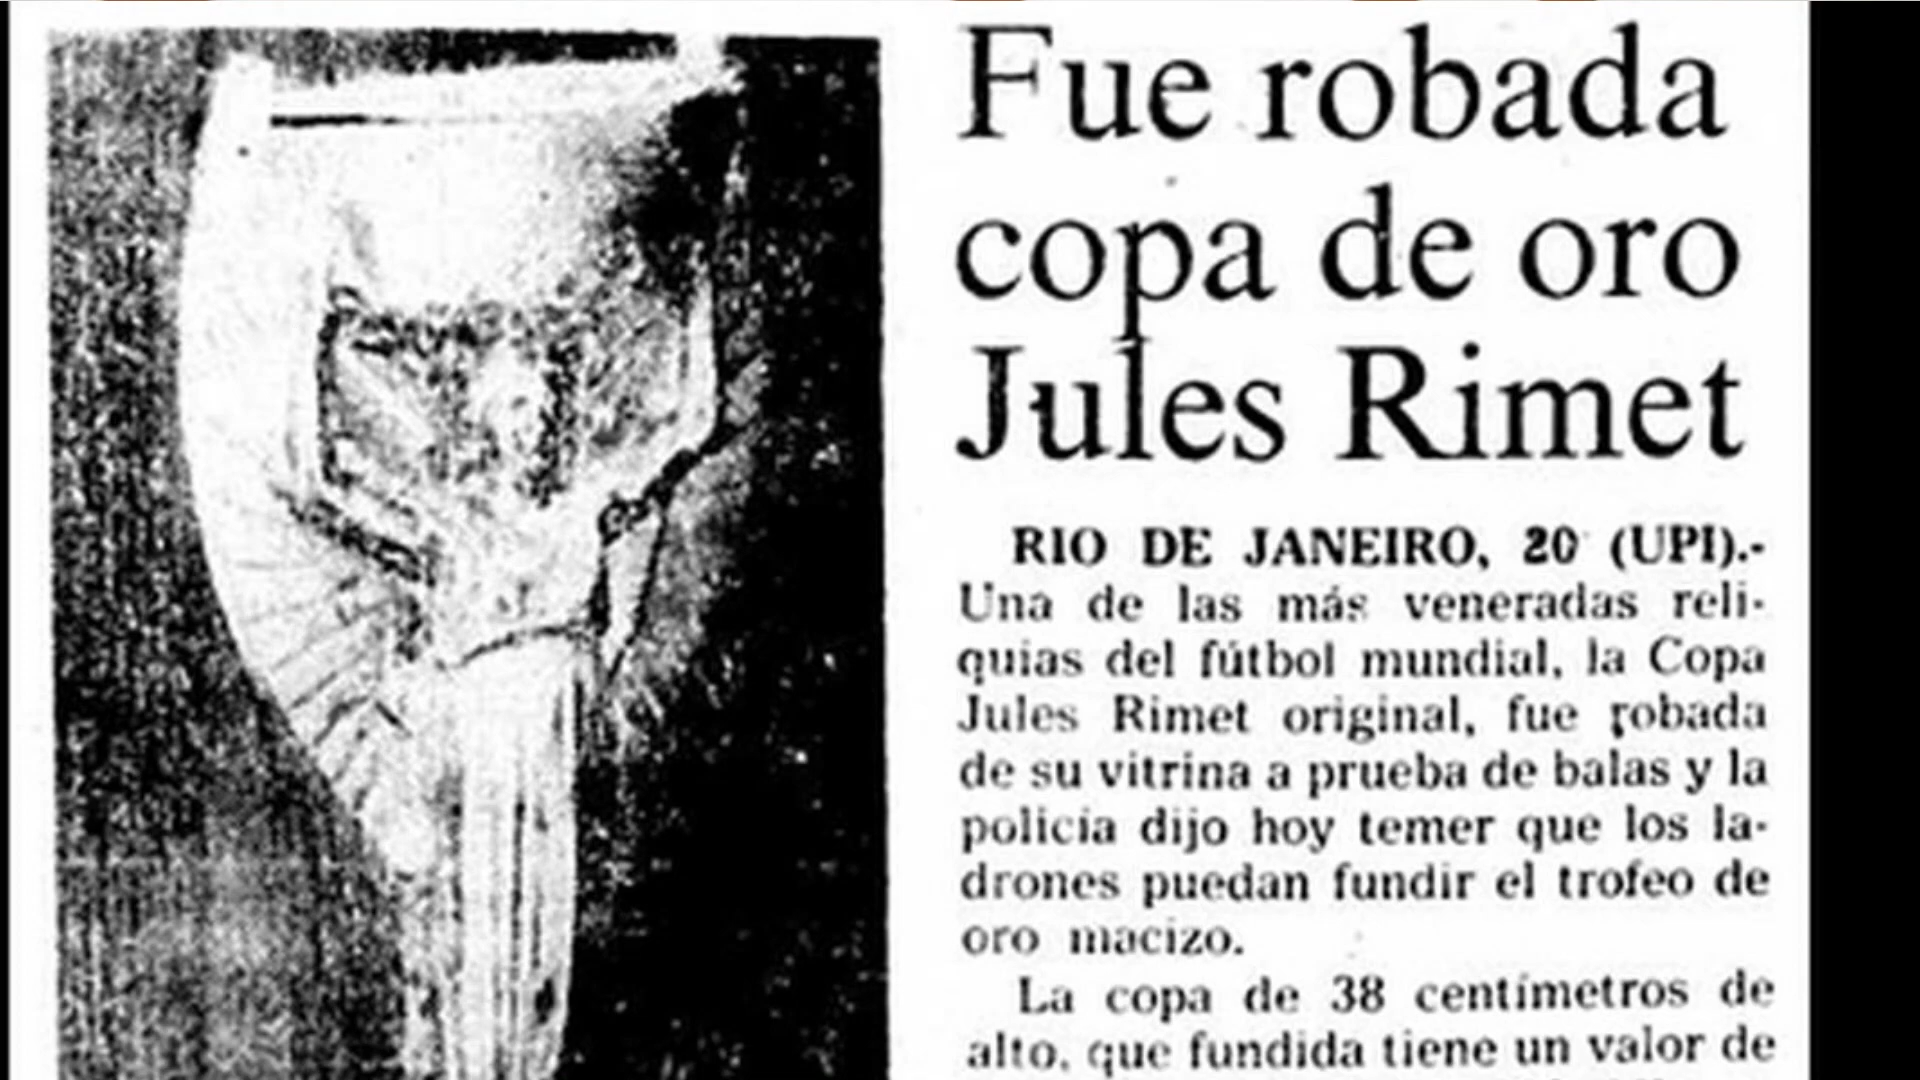 Fue robada
copa de oro
Jules Rimet
RIO DE JANEIRO, 20 (UPI).-
Una de las más veneradas reli-
quias del fútbol mundial, la Copa
Jules Rimet original, fue robada
de su vitrina a prueba de balas y la
policía dijo hoy temer que los la-
drones puedan fundir el trofeo de
oro macizo.
La copa de 38 centímetros de
alto, que fundida tiene un valor de